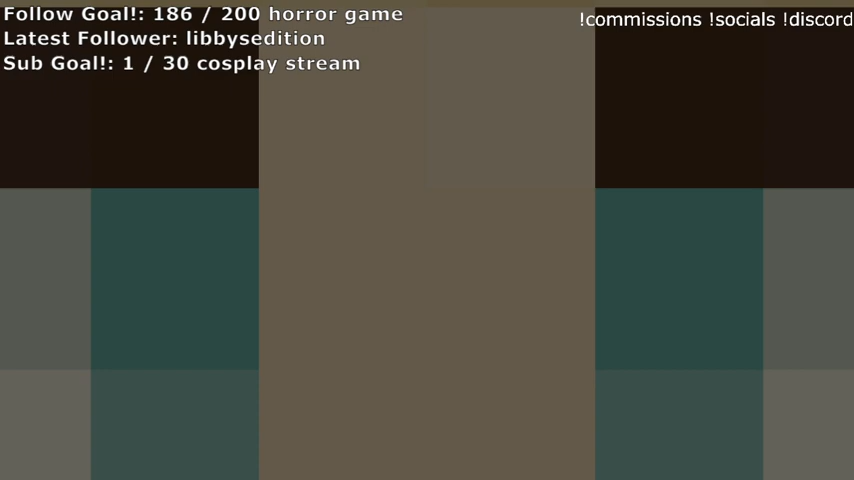 Follow Goal!: 186 / 200 horror game
!commissions !socials !discord
Latest Follower: libbysedition
Sub Goal!: 1 / 30 cosplay stream